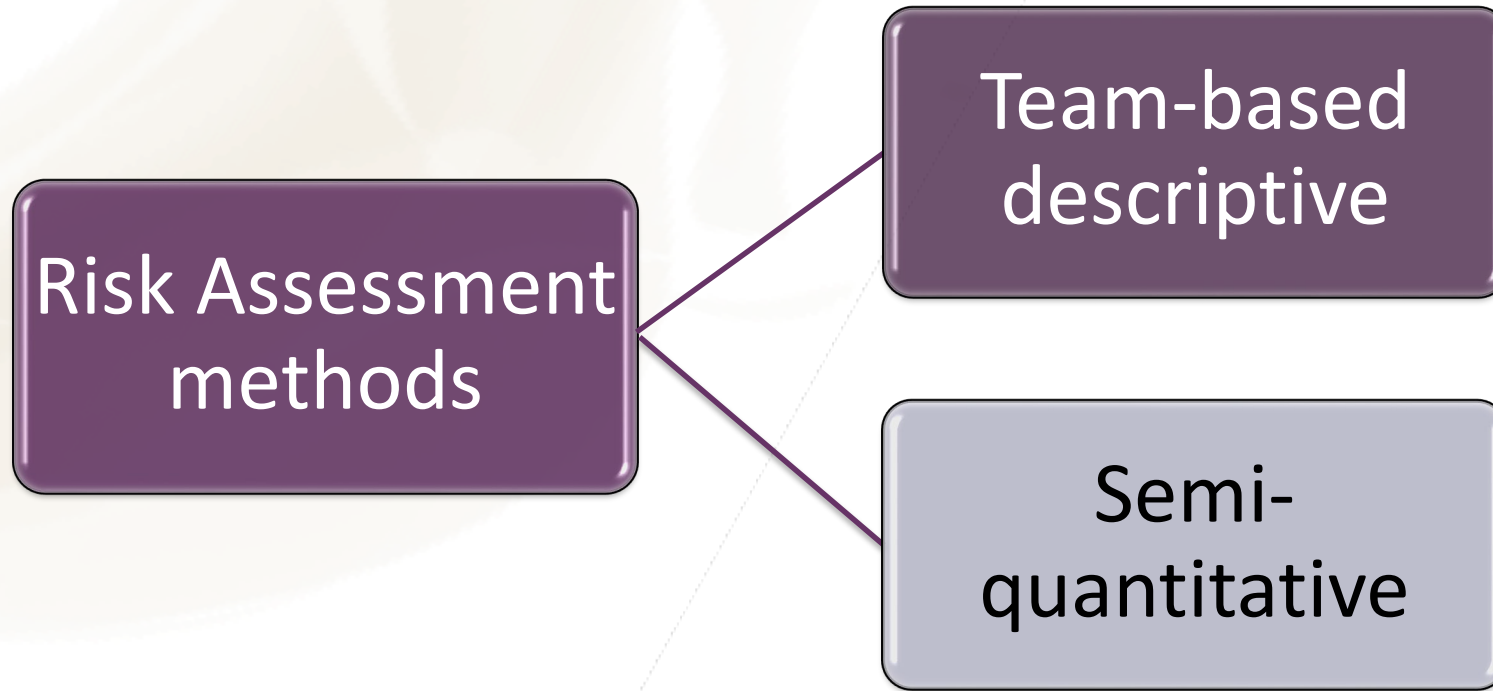 Risk Assessment
methods
Team-based
descriptive
Semi-
quantitative